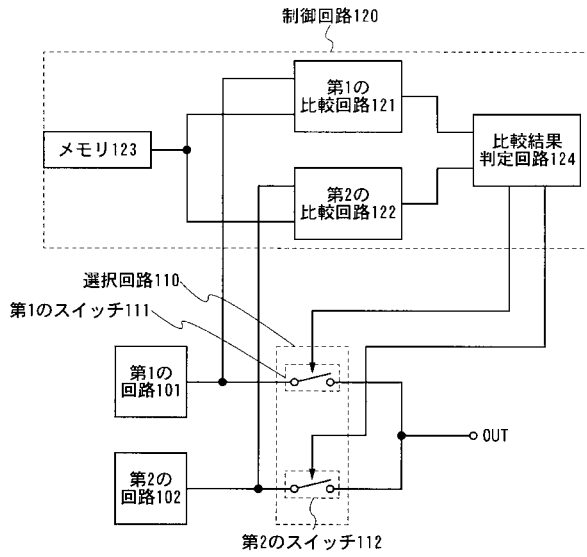 制御回路120
第1の
比較回路121
メモリ123
比較結果
判定回路124
第2の
比較回路122
選択回路110
第1のスイッチ111
第1の
回路101
OUT
第2の
回路102
第2のスイッチ112